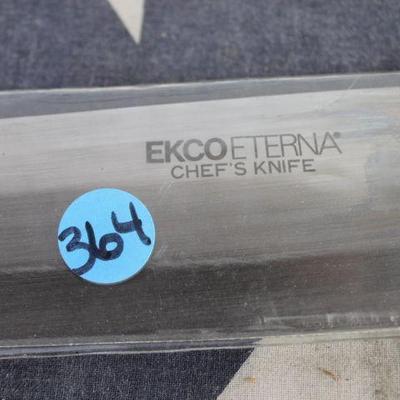 EKCO ETERNA®
CHEF'S KNIFE
364